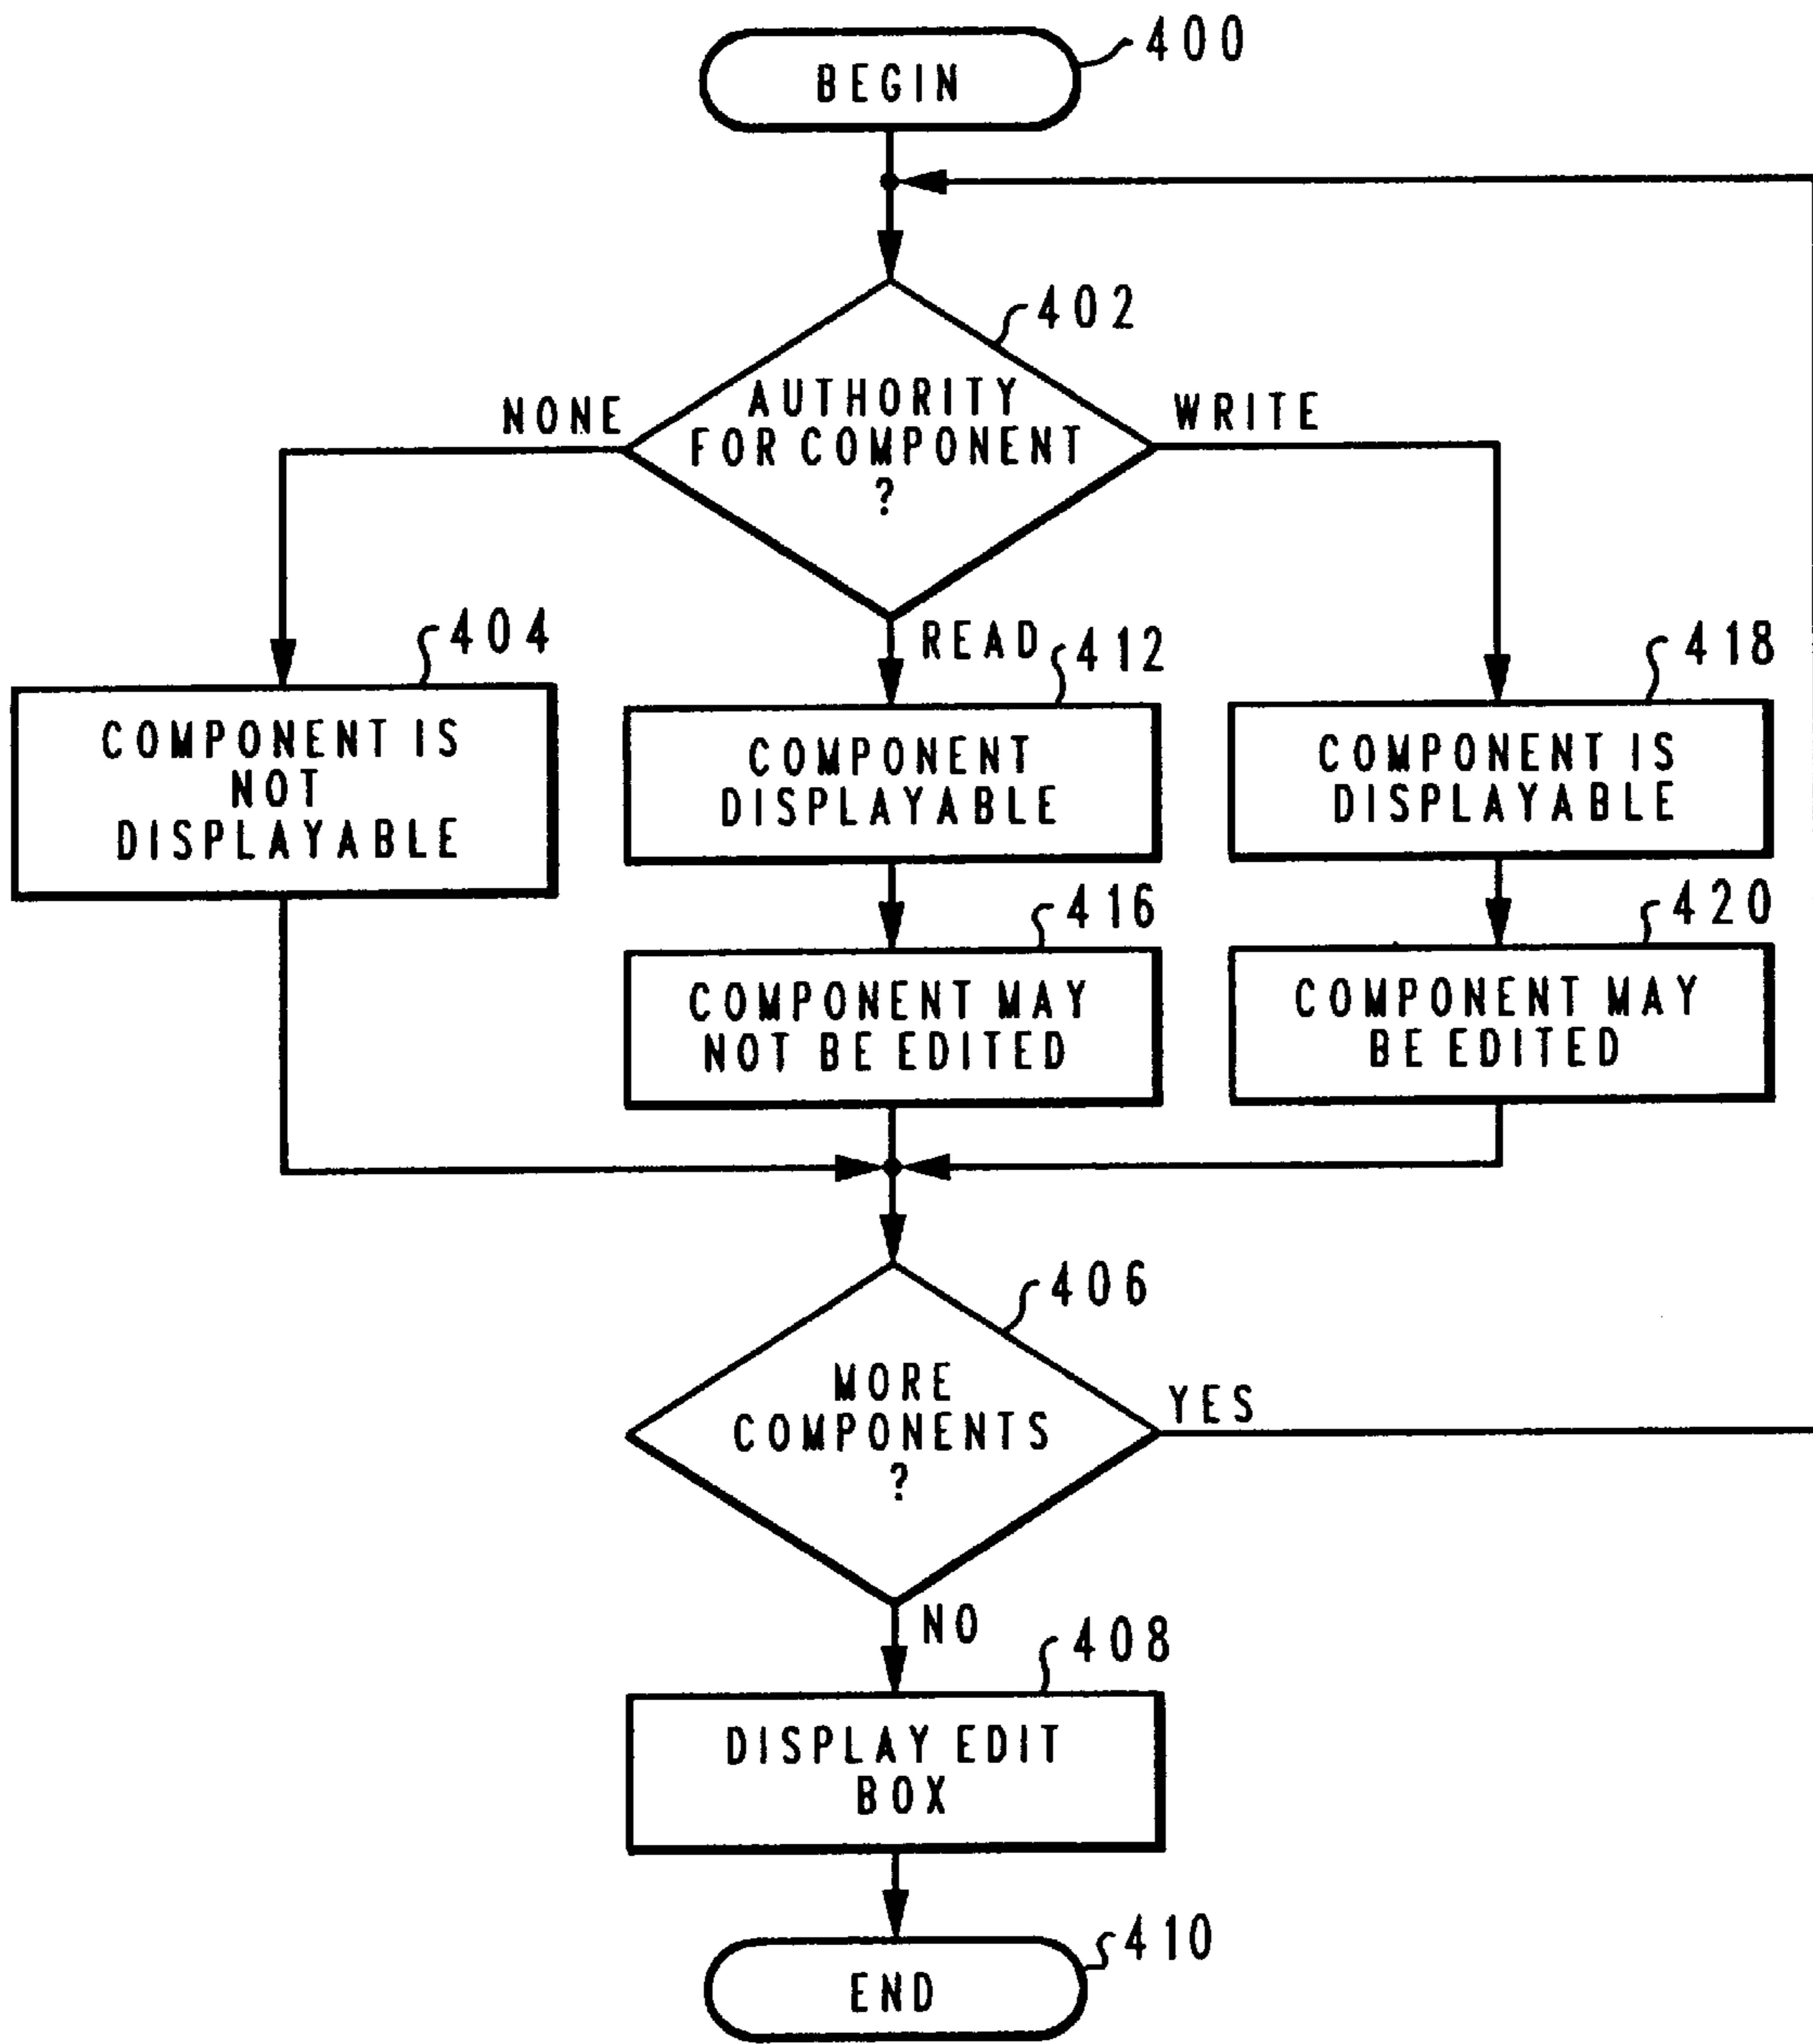 400
BEGIN
402
AUTHORITY
FOR COMPONENT
?
NONE
WRITE
READ
404
COMPONENT IS
NOT
DISPLAYABLE
412
COMPONENT
DISPLAYABLE
418
COMPONENT IS
DISPLAYABLE
416
COMPONENT MAY
NOT BE EDITED
420
COMPONENT MAY
BE EDITED
406
MORE
COMPONENTS
?
YES
NO
408
DISPLAY EDIT
BOX
410
END